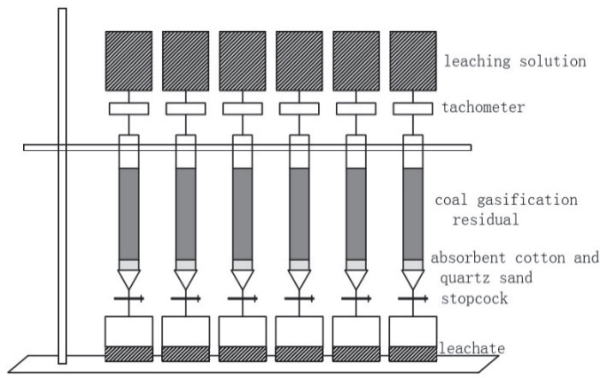 leaching solution
tachometer
coal gasification
residual
absorbent cotton and
quartz sand
stopcock
leachate